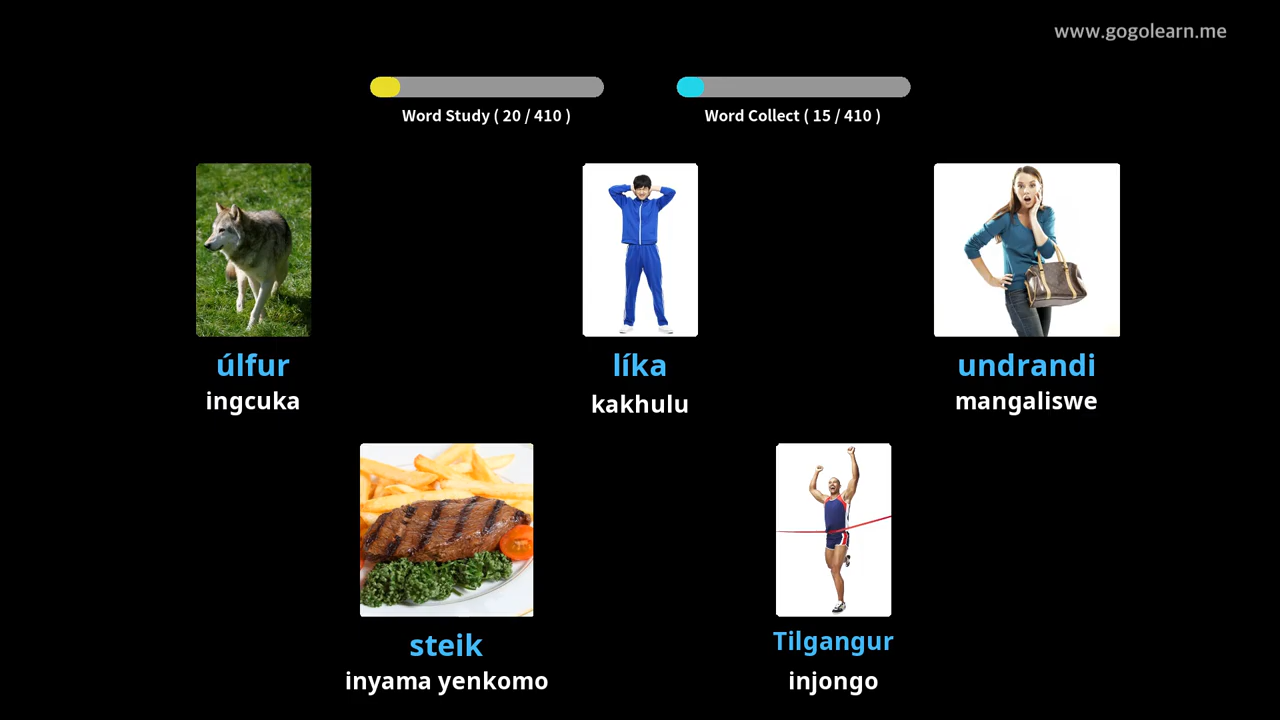 www.gogolearn.me
Word Study ( 20 / 410 )
Word Collect ( 15 / 410 )
úlfur
ingcuka
líka
kakhulu
undrandi
mangaliswe
steik
inyama yenkomo
Tilgangur
injongo